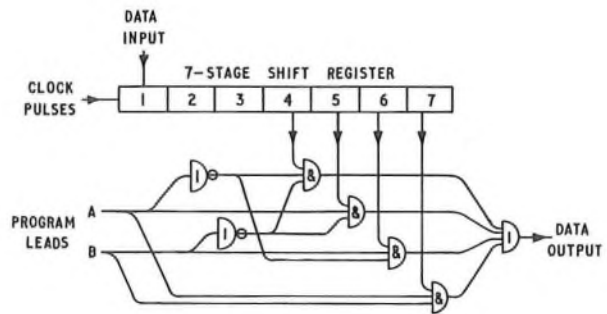 DATA
INPUT
7-STAGE SHIFT REGISTER
CLOCK
PULSES
1 2 3 4 5 6 7
1
&
A
&
PROGRAM
LEADS
1
1
DATA
OUTPUT
B
&
&